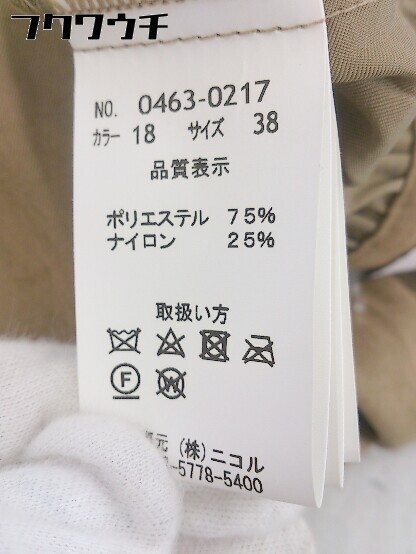 フクワウチ
NO. 0463-0217
カラー 18 サイズ 38
品質表示
ポリエステル 75%
ナイロン 25%
取扱い方
F W
元 (株) ニコル
-5778-5400